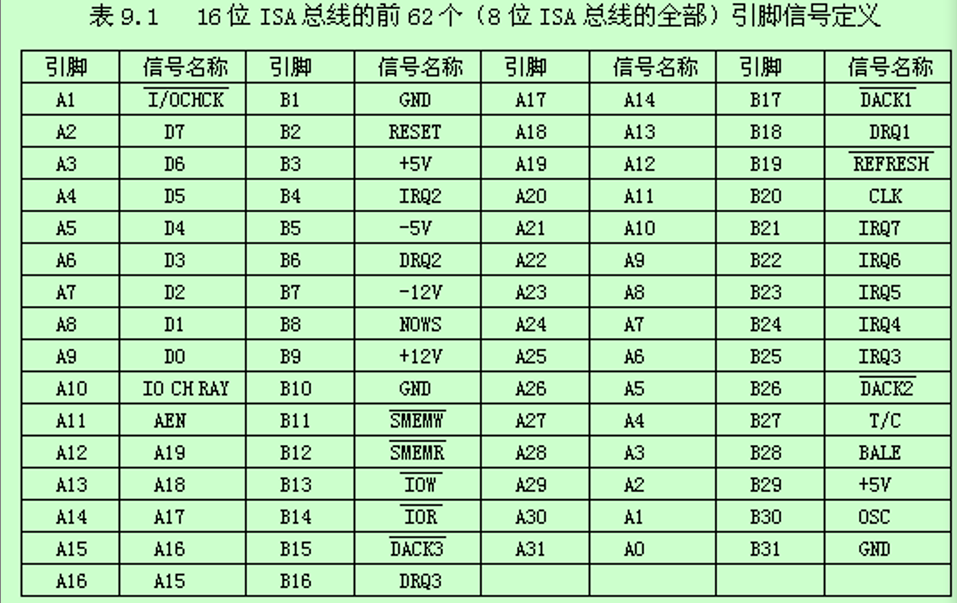 表 9.1 16 位 ISA 总线的前 62 个（8 位 ISA 总线的全部）引脚信号定义
引脚 信号名称 引脚 信号名称 引脚 信号名称 引脚 信号名称
A1 I/OCHCK B1 GND A17 A14 B17 DACK1
A2 D7 B2 RESET A18 A13 B18 DRQ1
A3 D6 B3 +5V A19 A12 B19 REFRESH
A4 D5 B4 IRQ2 A20 A11 B20 CLK
A5 D4 B5 -5V A21 A10 B21 IRQ7
A6 D3 B6 DRQ2 A22 A9 B22 IRQ6
A7 D2 B7 -12V A23 A8 B23 IRQ5
A8 D1 B8 NOWS A24 A7 B24 IRQ4
A9 D0 B9 +12V A25 A6 B25 IRQ3
A10 IO CH RAY B10 GND A26 A5 B26 DACK2
A11 AEN B11 SMEMW A27 A4 B27 T/C
A12 A19 B12 SMEMR A28 A3 B28 BALE
A13 A18 B13 IOW A29 A2 B29 +5V
A14 A17 B14 IOR A30 A1 B30 OSC
A15 A16 B15 DACK3 A31 A0 B31 GND
A16 A15 B16 DRQ3